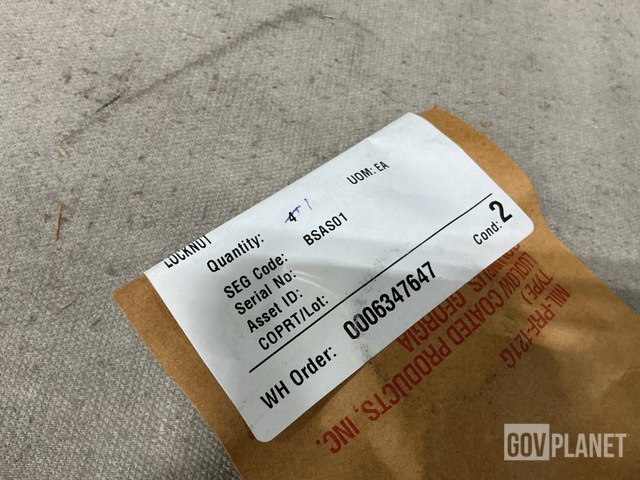 LOCKNUT
Quantity: 4 1 UOM: EA
SEG Code: BSAS01
Serial No:
Asset ID:
COPRT/Lot:
Cond: 2
WH Order: 0006347647
MIL-PRF-121G
TYPE I
LUDLOW COATED PRODUCTS, INC.
GEORGIA
GOVPLANET